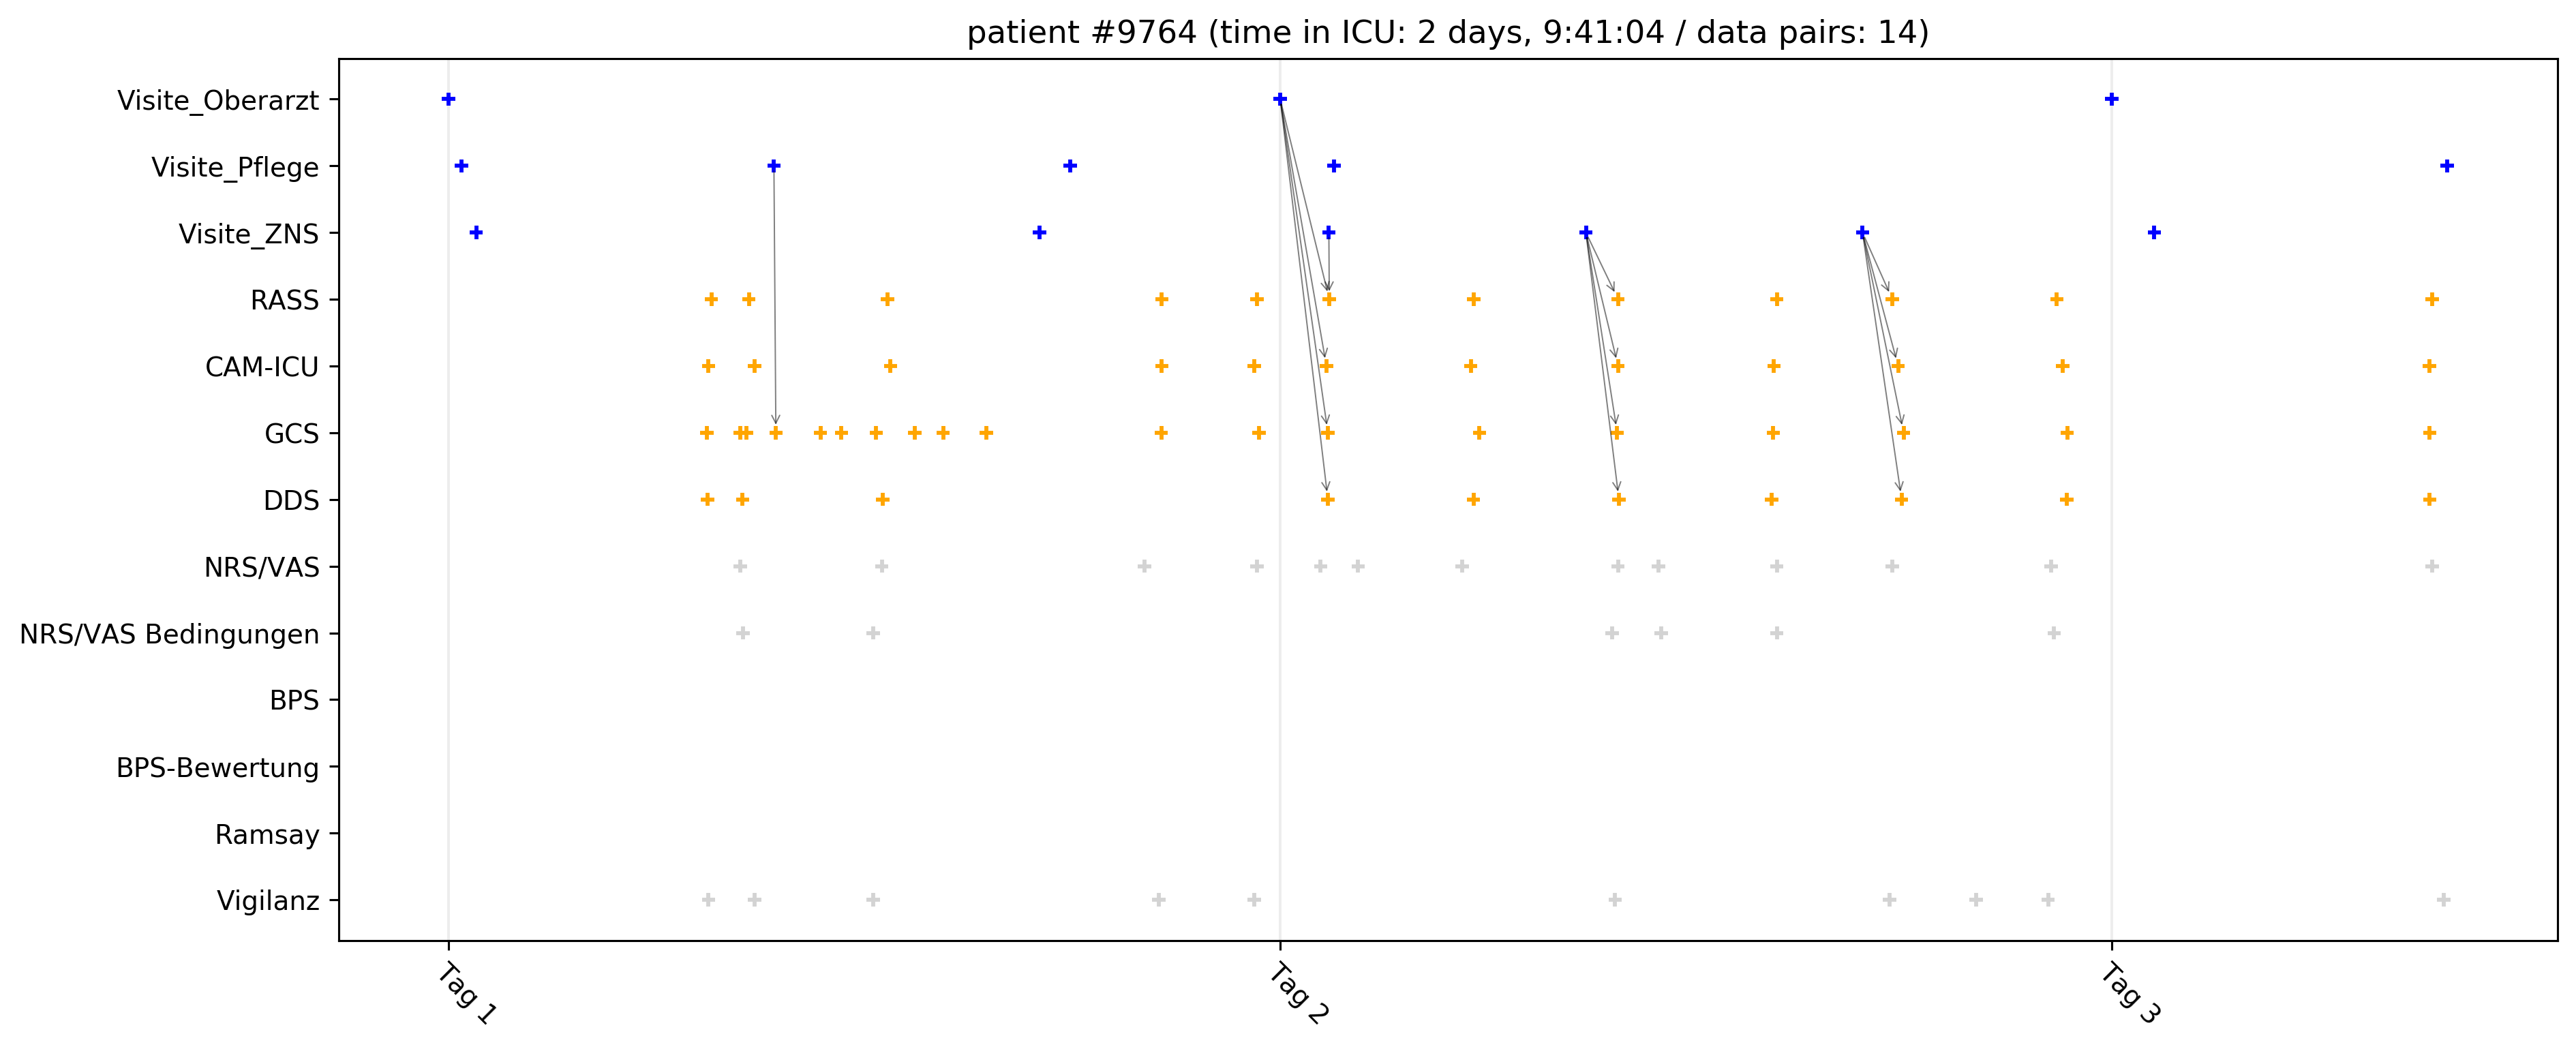 patient #9764 (time in ICU: 2 days, 9:41:04 / data pairs: 14)
Visite_Oberarzt
Visite_Pflege
Visite_ZNS
RASS
CAM-ICU
GCS
DDS
NRS/VAS
NRS/VAS Bedingungen
BPS
BPS-Bewertung
Ramsay
Vigilanz
Tag 1
Tag 2
Tag 3